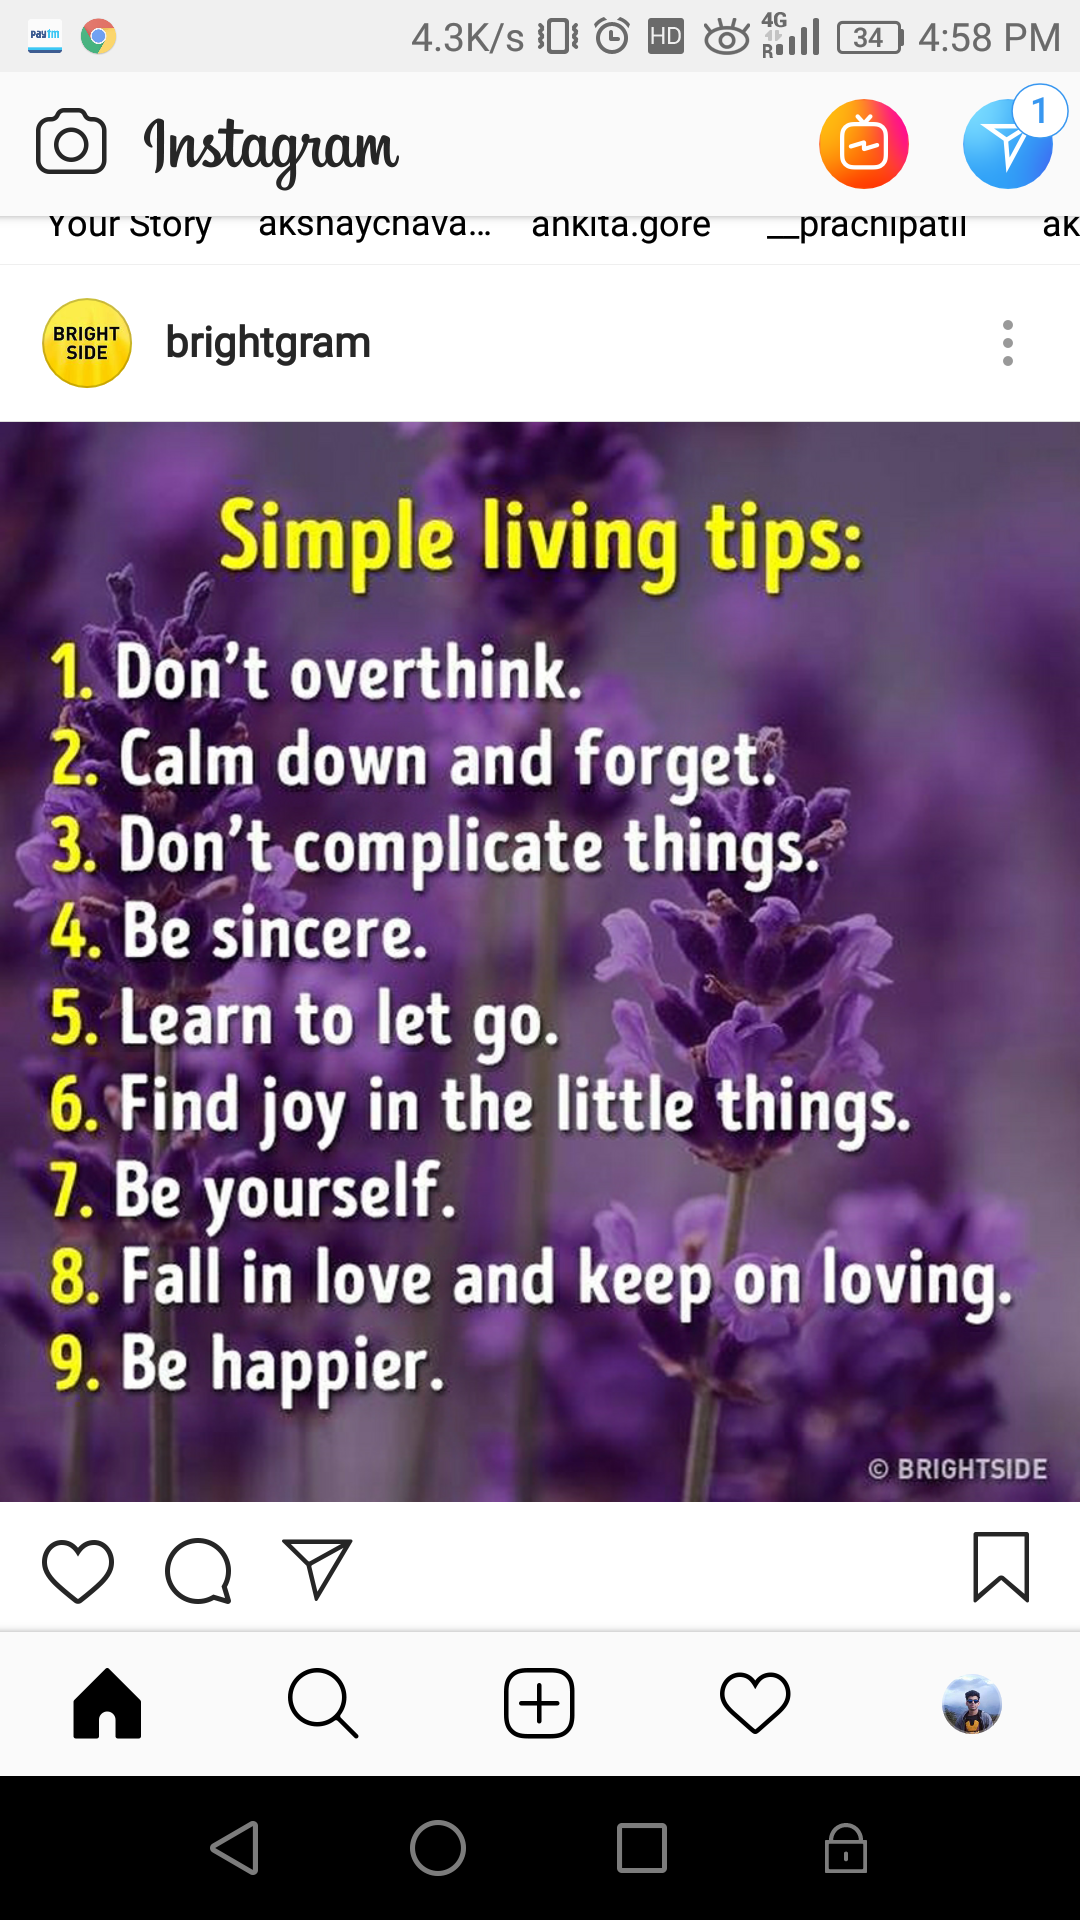 paytm
4.3K/s HD 4G R 34 4:58 PM
Instagram 1
Your Story akshaychava... ankita.gore __prachipatil ak
BRIGHT
SIDE
brightgram
Simple living tips:
1. Don't overthink.
2. Calm down and forget.
3. Don't complicate things.
4. Be sincere.
5. Learn to let go.
6. Find joy in the little things.
7. Be yourself.
8. Fall in love and keep on loving.
9. Be happier.
© BRIGHTSIDE